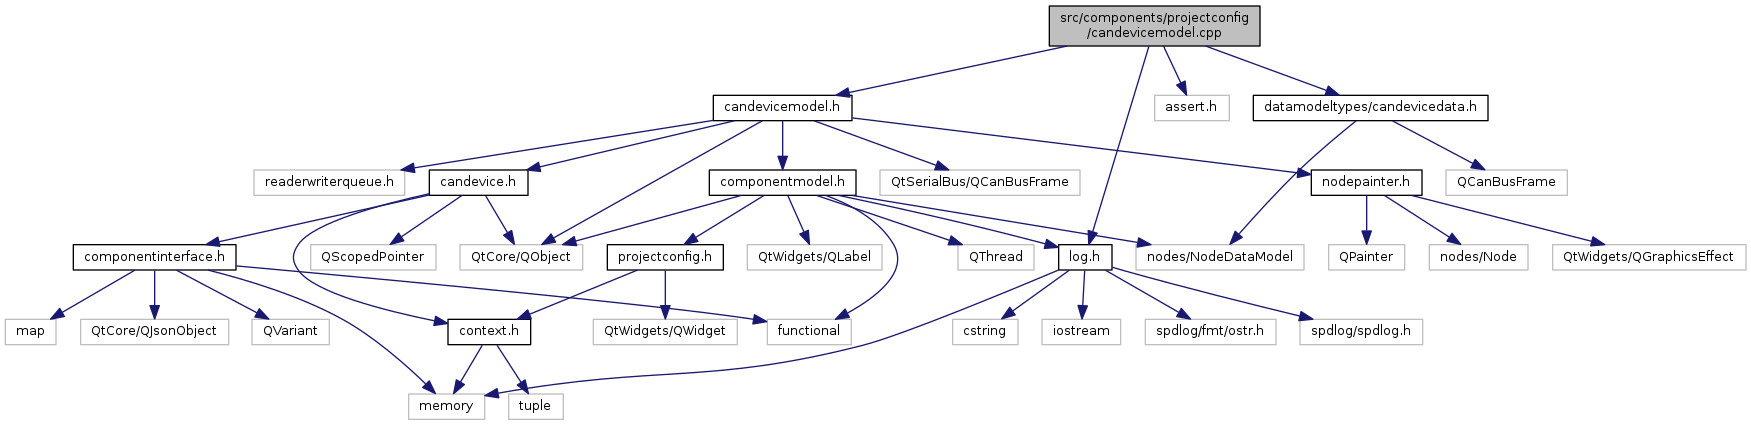 src/components/projectconfig
/candevicemodel.cpp
candevicemodel.h
assert.h
datamodeltypes/candevicedata.h
readerwriterqueue.h
candevice.h
componentmodel.h
QtSerialBus/QCanBusFrame
nodepainter.h
QCanBusFrame
componentinterface.h
QScopedPointer
QtCore/QObject
projectconfig.h
QtWidgets/QLabel
QThread
log.h
nodes/NodeDataModel
QPainter
nodes/Node
QtWidgets/QGraphicsEffect
map
QtCore/QJsonObject
QVariant
context.h
QtWidgets/QWidget
functional
cstring
iostream
spdlog/fmt/ostr.h
spdlog/spdlog.h
memory
tuple